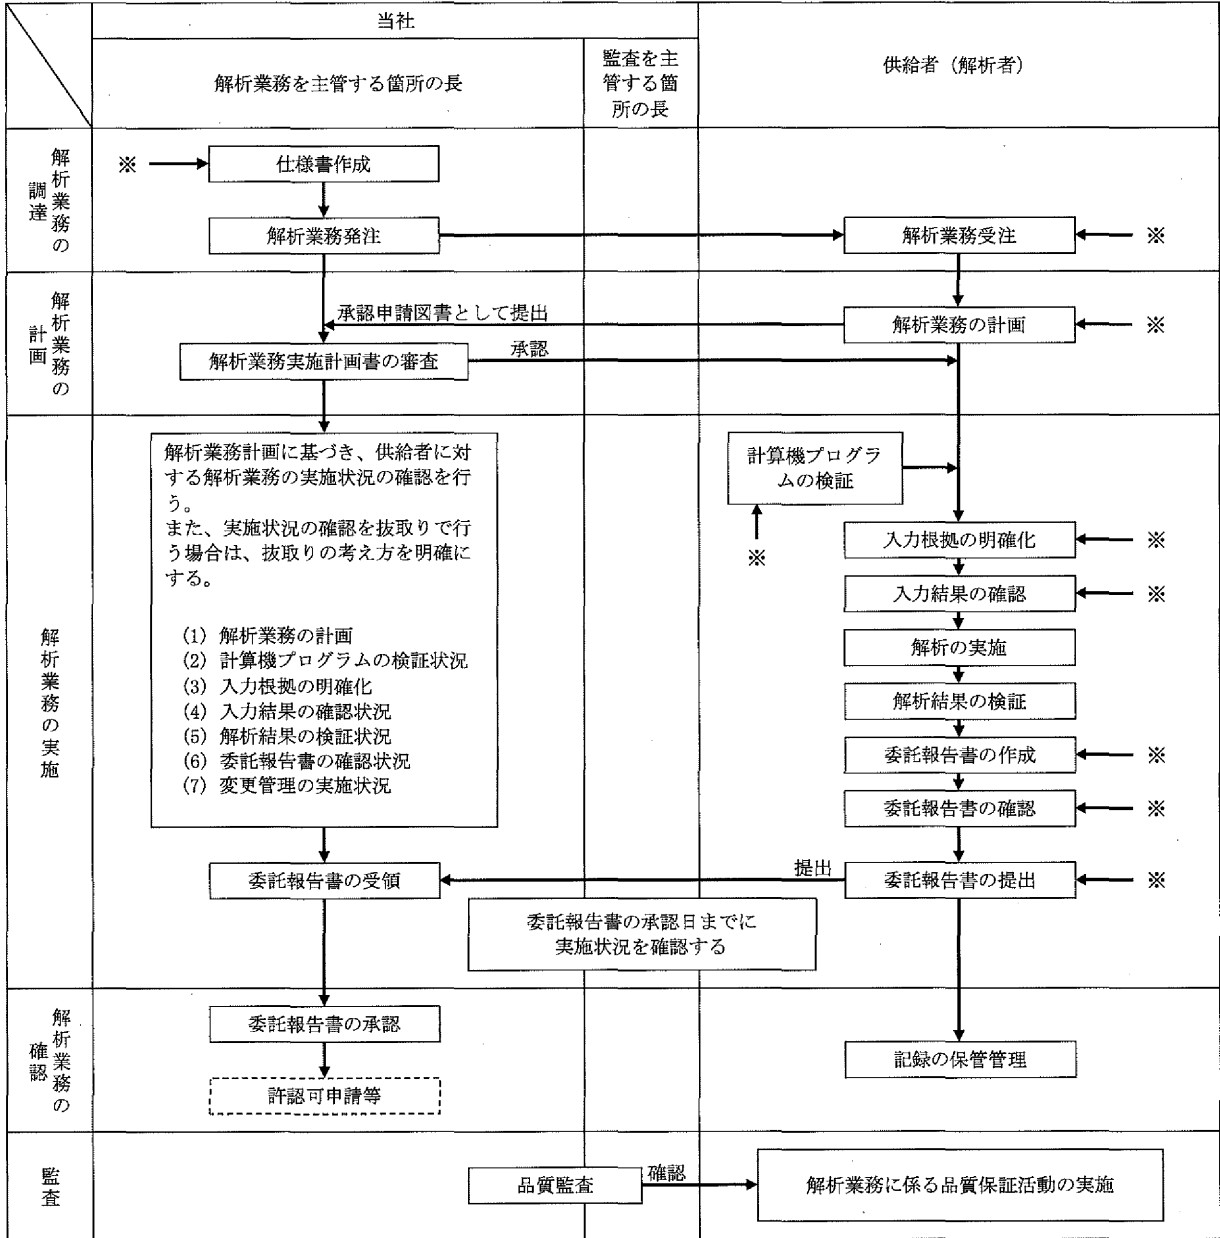 当社
解析業務を主管する箇所の長
監査を主
管する箇
所の長
供給者（解析者）
解析業務の
調達
※
仕様書作成
解析業務発注
解析業務受注
※
解析業務の
計画
承認申請図書として提出
解析業務の計画
※
解析業務実施計画書の審査
承認
解析業務の実施
解析業務計画に基づき、供給者に対
する解析業務の実施状況の確認を行
う。
また、実施状況の確認を抜取りで行
う場合は、抜取りの考え方を明確に
する。
(1) 解析業務の計画
(2) 計算機プログラムの検証状況
(3) 入力根拠の明確化
(4) 入力結果の確認状況
(5) 解析結果の検証状況
(6) 委託報告書の確認状況
(7) 変更管理の実施状況
計算機プログラ
ムの検証
※
入力根拠の明確化
※
入力結果の確認
※
解析の実施
解析結果の検証
委託報告書の作成
※
委託報告書の確認
※
委託報告書の受領
提出
委託報告書の提出
※
委託報告書の承認日までに
実施状況を確認する
解析業務の
確認
委託報告書の承認
記録の保管管理
許認可申請等
監査
品質監査
確認
解析業務に係る品質保証活動の実施